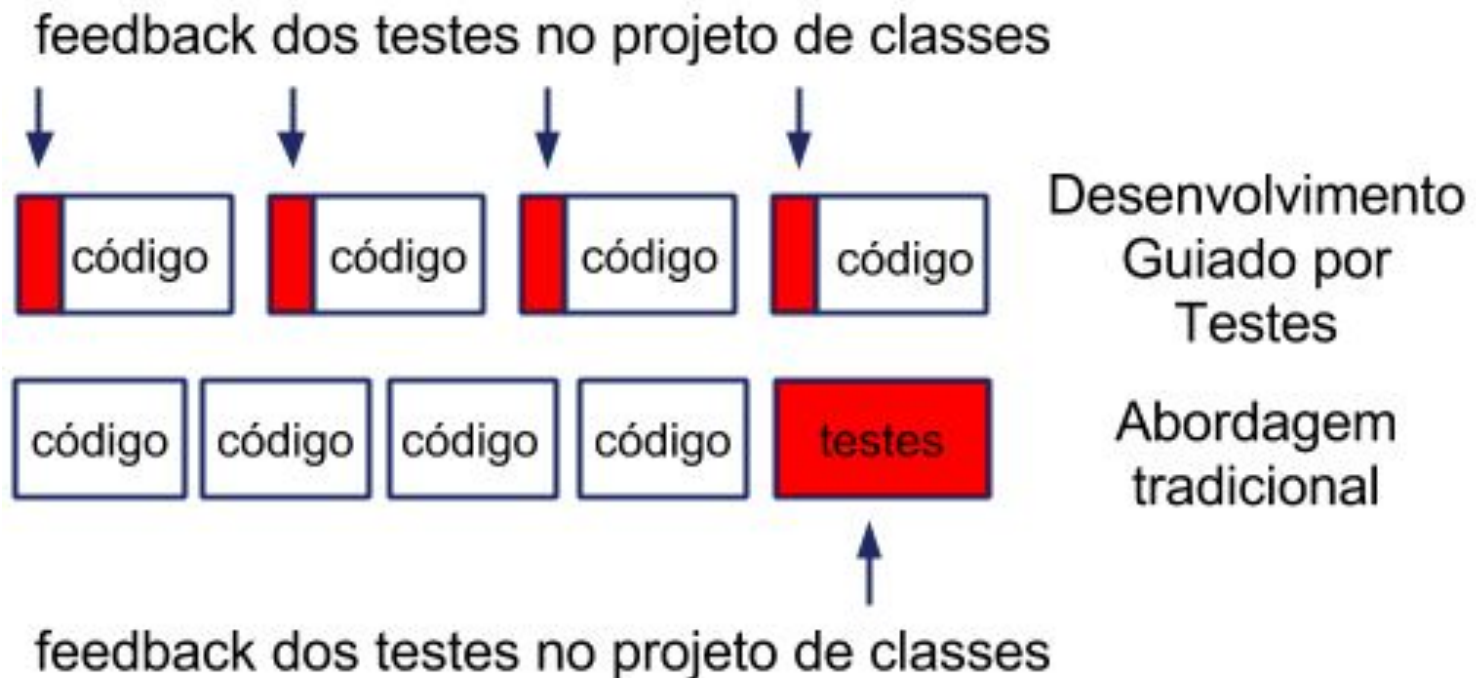 feedback dos testes no projeto de classes
código código código código
Desenvolvimento
Guiado por
Testes
código código código código testes
Abordagem
tradicional
feedback dos testes no projeto de classes